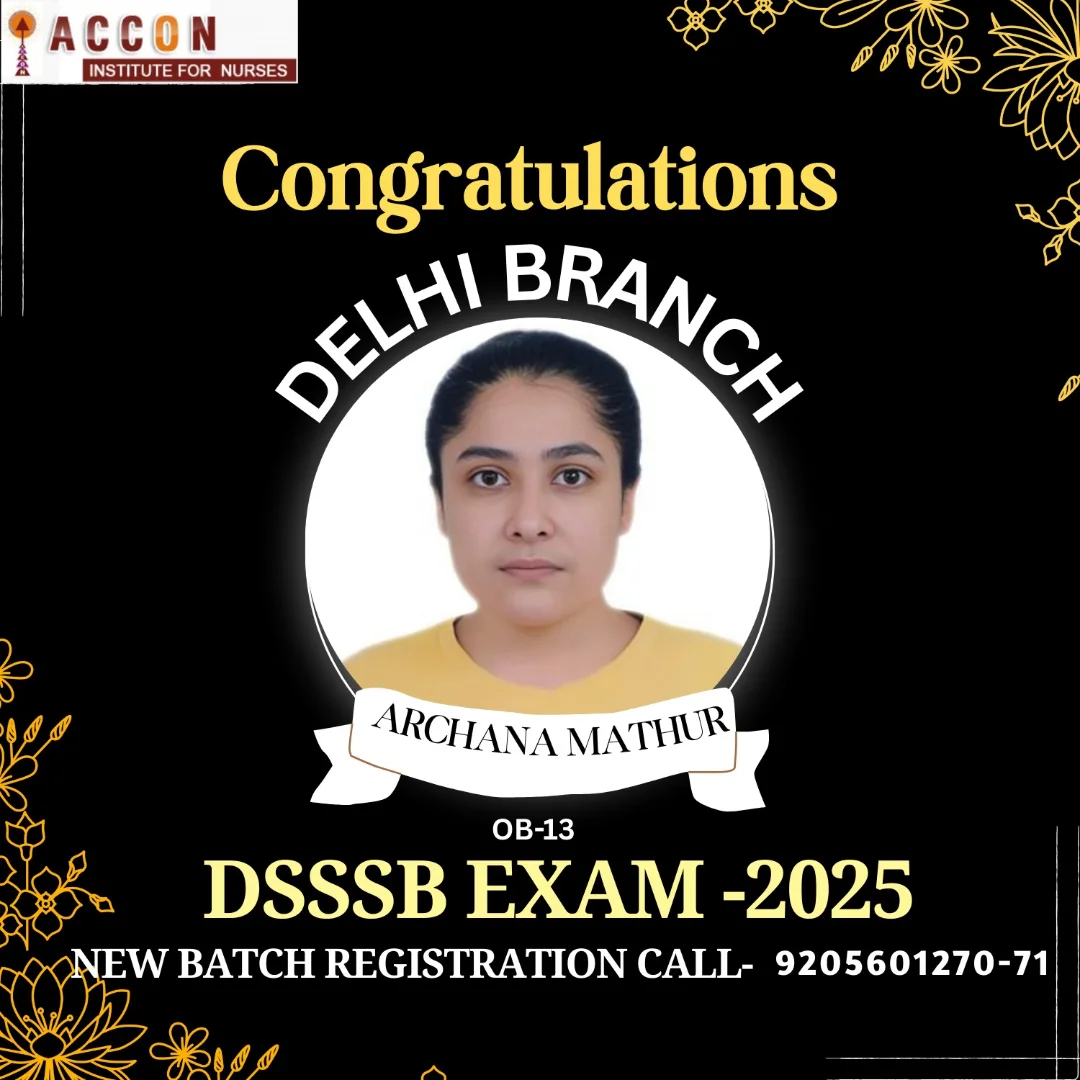 ACCON
INSTITUTE FOR NURSES
Congratulations
DELHI BRANCH
ARCHANA MATHUR
OB-13
DSSSB EXAM -2025
NEW BATCH REGISTRATION CALL- 9205601270-71